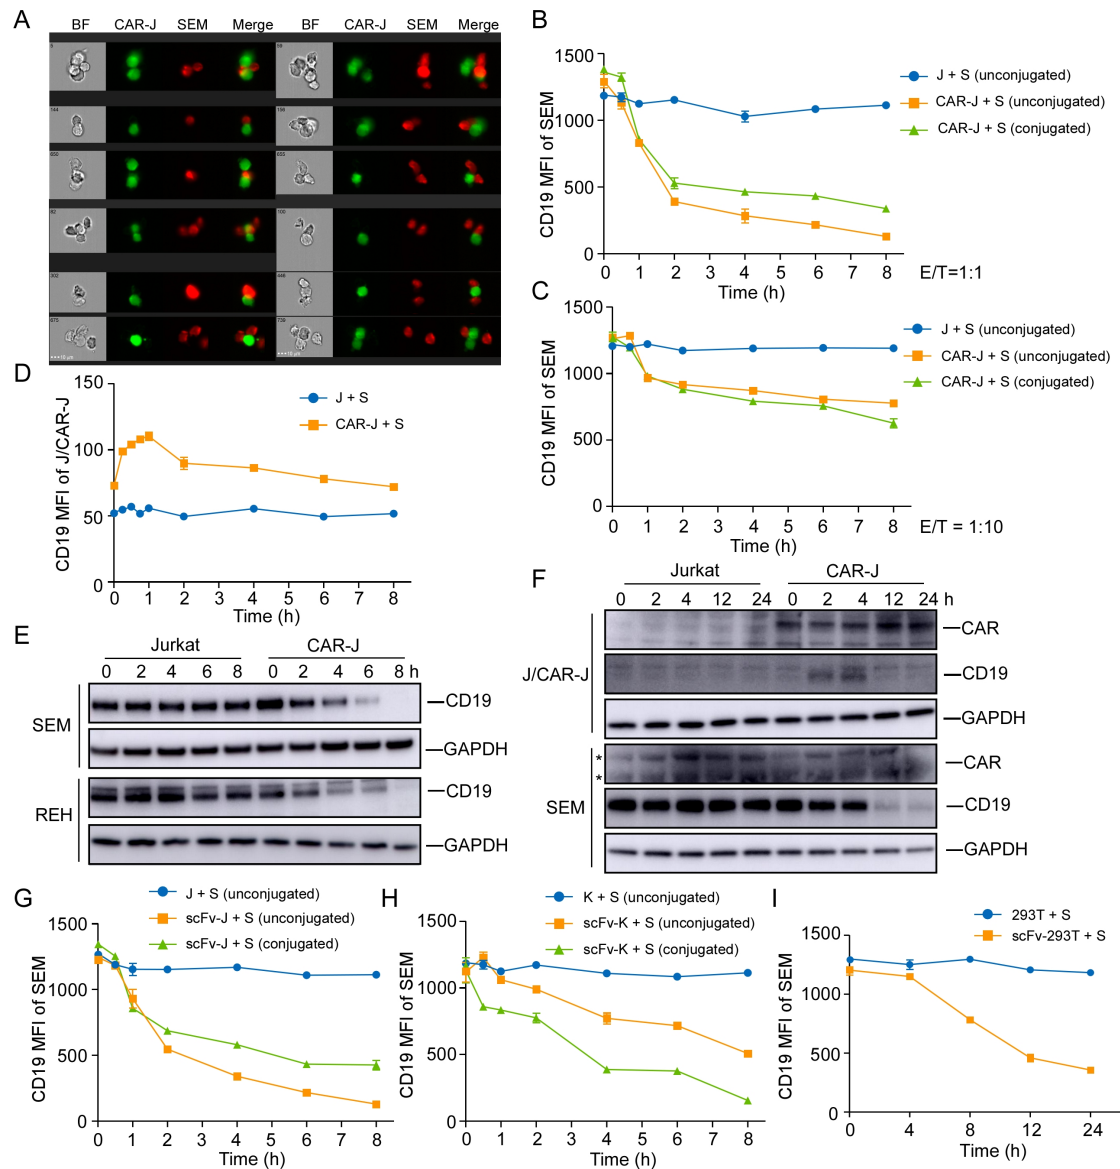 A
BF CAR-J SEM Merge BF CAR-J SEM Merge
144
655
302
B
CD19 MFI of SEM
1500
1000
500
0
0 1 2 3 4 5 6 7 8
Time (h)
E/T=1:1
J + S (unconjugated)
CAR-J + S (unconjugated)
CAR-J + S (conjugated)
C
CD19 MFI of SEM
1500
1000
500
0
0 1 2 3 4 5 6 7 8
Time (h)
E/T = 1:10
J + S (unconjugated)
CAR-J + S (unconjugated)
CAR-J + S (conjugated)
D
CD19 MFI of J/CAR-J
150
100
50
0
0 1 2 3 4 5 6 7 8
Time (h)
J + S
CAR-J + S
E
Jurkat CAR-J
0 2 4 6 8 0 2 4 6 8 h
SEM
CD19
GAPDH
REH
CD19
GAPDH
F
Jurkat CAR-J
0 2 4 12 24 0 2 4 12 24 h
J/CAR-J
CAR
CD19
GAPDH
SEM
*
*
CAR
CD19
GAPDH
G
J + S (unconjugated)
scFv-J + S (unconjugated)
scFv-J + S (conjugated)
CD19 MFI of SEM
1500
1000
500
0
0 1 2 3 4 5 6 7 8
Time (h)
H
K + S (unconjugated)
scFv-K + S (unconjugated)
scFv-K + S (conjugated)
CD19 MFI of SEM
1500
1000
500
0
0 1 2 3 4 5 6 7 8
Time (h)
I
293T + S
scFv-293T + S
CD19 MFI of SEM
1500
1000
500
0
0 4 8 12 24
Time (h)